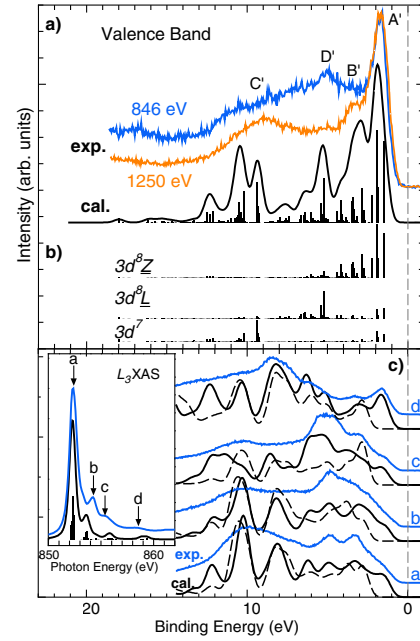 a)
Valence Band
A'
D'
B'
C'
846 eV
exp.
1250 eV
cal.
Intensity (arb. units)
b)
3d⁸Z
3d⁸L
3d⁷
c)
a
L₃XAS
b
c
d
850
860
Photon Energy (eV)
d
c
b
exp.
a
cal.
20
10
0
Binding Energy (eV)